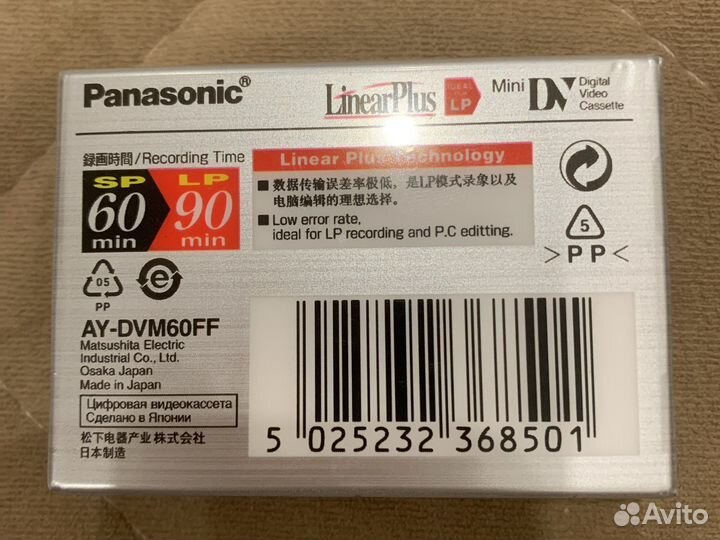 Panasonic®
LinearPlus IDEAL FOR LP
Mini DV Digital Video Cassette
録画時間/Recording Time
SP 60 min
LP 90 min
Linear Plus Technology
■ 数据传输误差率极低，是LP模式录象以及
电脑编辑的理想选择。
■ Low error rate,
ideal for LP recording and P.C editting.
5
>PP<
05
PP
e
AY-DVM60FF
Matsushita Electric
Industrial Co., Ltd.
Osaka Japan
Made in Japan
Цифровая видеокассета
Сделано в Японии
松下电器产业株式会社
日本制造
5 025232 368501
Avito